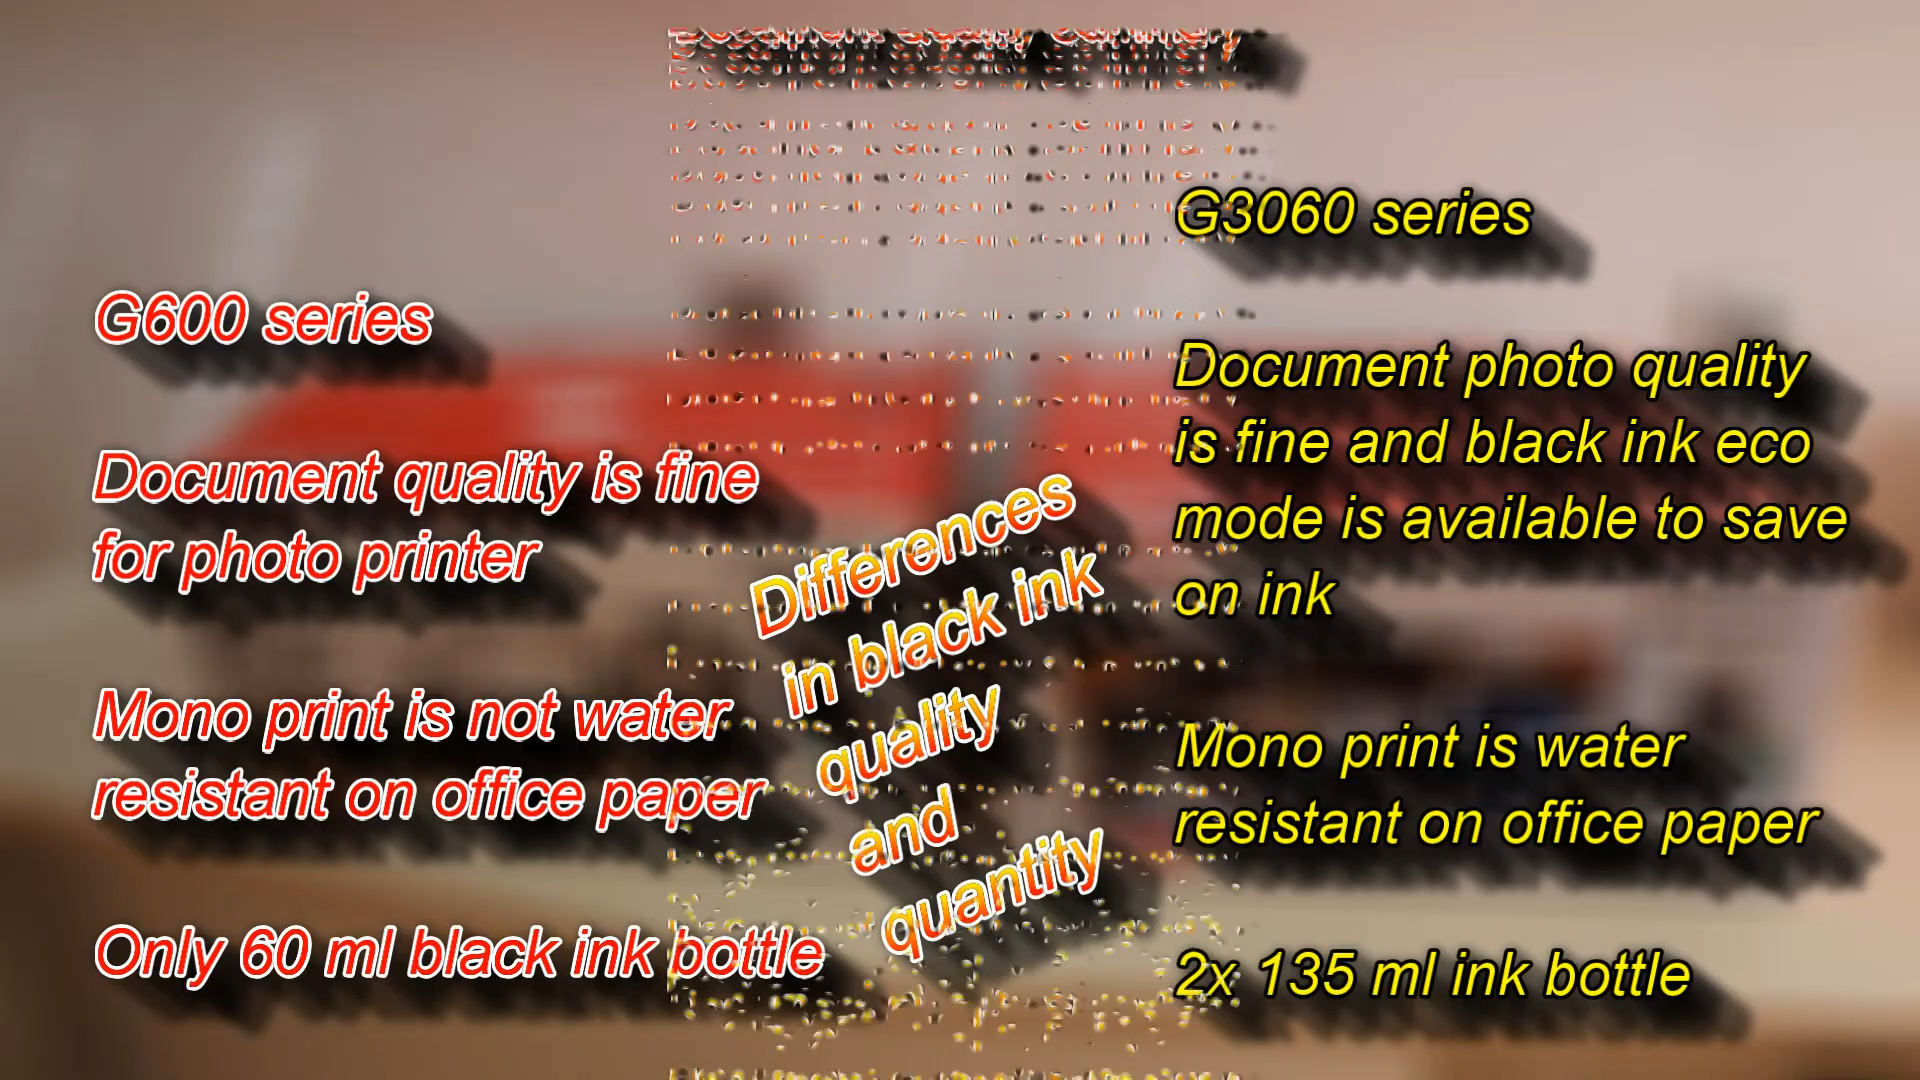 G600 series
Document quality is fine
for photo printer
Mono print is not water
resistant on office paper
Only 60 ml black ink bottle
Differences
in black ink
quality
and
quantity
G3060 series
Document photo quality
is fine and black ink eco
mode is available to save
on ink
Mono print is water
resistant on office paper
2x 135 ml ink bottle